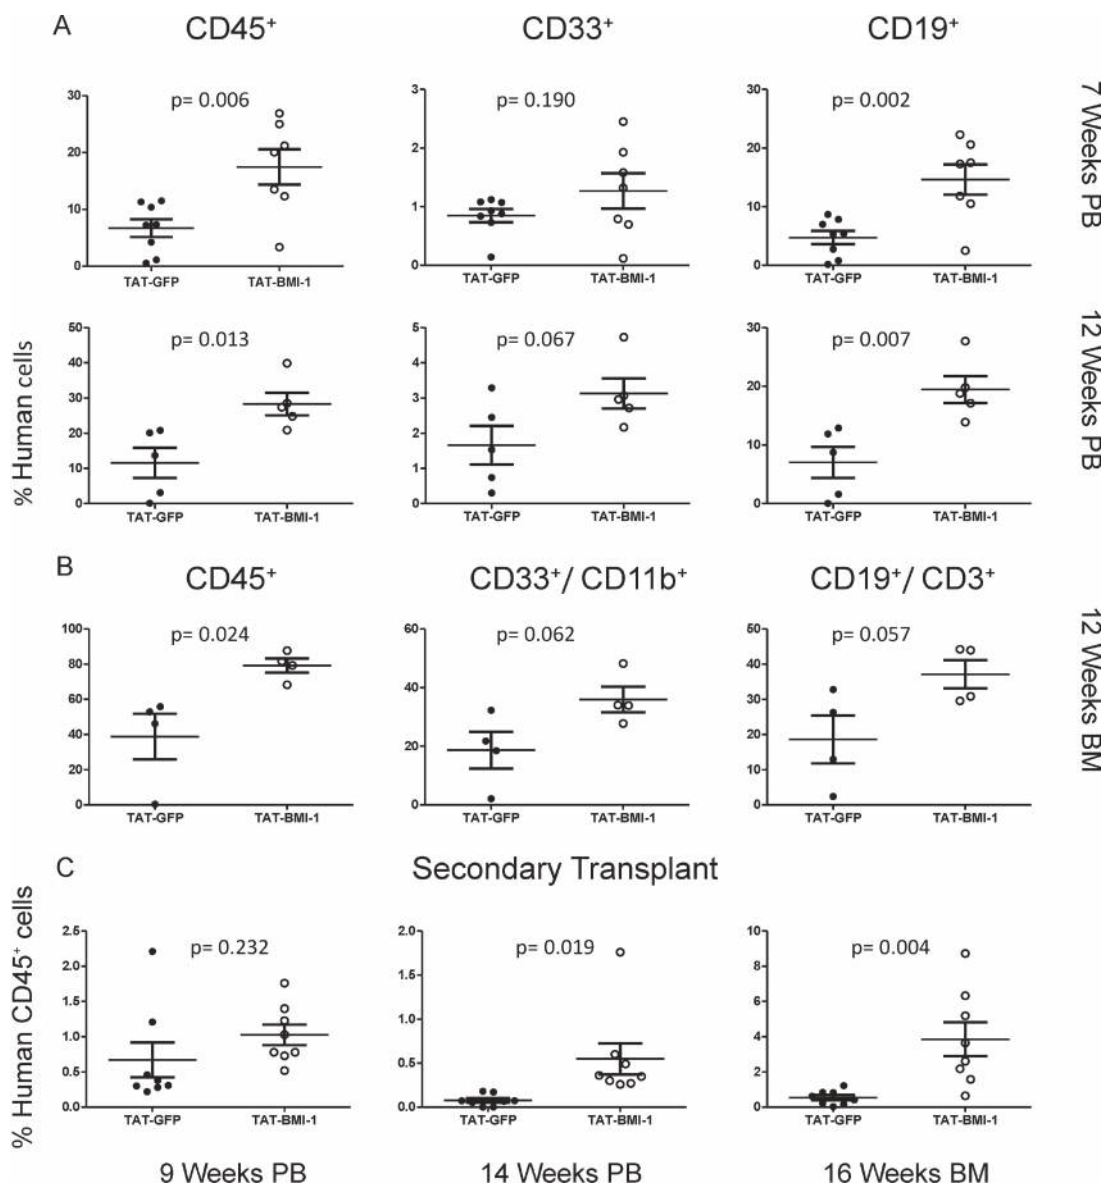 A CD45⁺ CD33⁺ CD19⁺
p= 0.006 p= 0.190 p= 0.002
30 3 30
20 2 20
10 1 10
0 0 0
TAT-GFP TAT-BMI-1 TAT-GFP TAT-BMI-1 TAT-GFP TAT-BMI-1
7 Weeks PB
% Human cells
p= 0.013 p= 0.067 p= 0.007
50 5 30
40 4
30 3 20
20 2 10
10 1
0 0 0
TAT-GFP TAT-BMI-1 TAT-GFP TAT-BMI-1 TAT-GFP TAT-BMI-1
12 Weeks PB
B CD45⁺ CD33⁺/ CD11b⁺ CD19⁺/ CD3⁺
p= 0.024 p= 0.062 p= 0.057
100 60 50
80 40
60 40 30
40 20 20
20 10
0 0 0
TAT-GFP TAT-BMI-1 TAT-GFP TAT-BMI-1 TAT-GFP TAT-BMI-1
12 Weeks BM
C Secondary Transplant
% Human CD45⁺ cells
p= 0.232 p= 0.019 p= 0.004
2.5 2.0 10
2.0 8
1.5 1.5 6
1.0 1.0 4
0.5 0.5 2
0.0 0.0 0
TAT-GFP TAT-BMI-1 TAT-GFP TAT-BMI-1 TAT-GFP TAT-BMI-1
9 Weeks PB 14 Weeks PB 16 Weeks BM